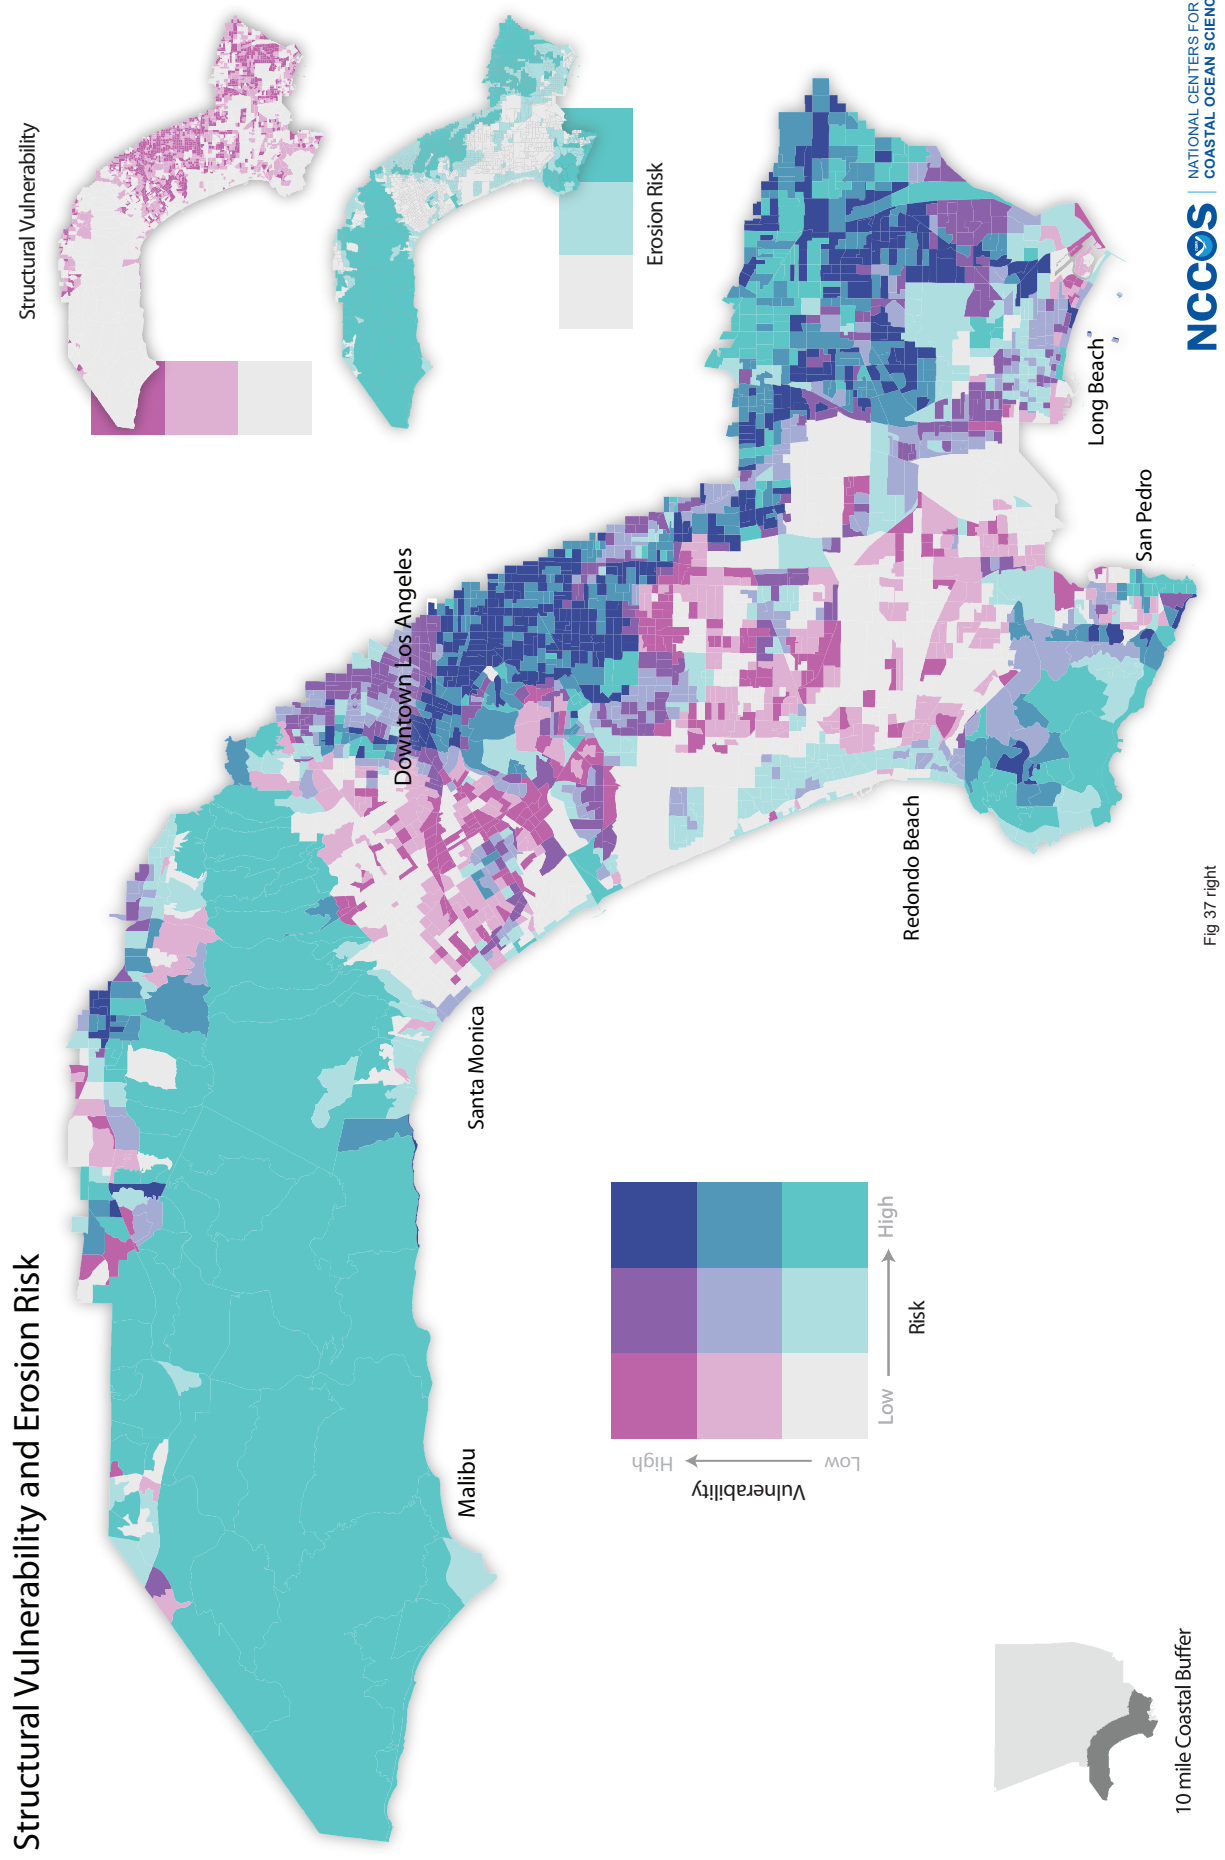 Structural Vulnerability and Erosion Risk
Structural Vulnerability
Erosion Risk
Downtown Los Angeles
Long Beach
San Pedro
Redondo Beach
Santa Monica
Malibu
High
Low
Vulnerability
Low
High
Risk
10 mile Coastal Buffer
Fig 37 right
NCCOS
NATIONAL CENTERS FOR
COASTAL OCEAN